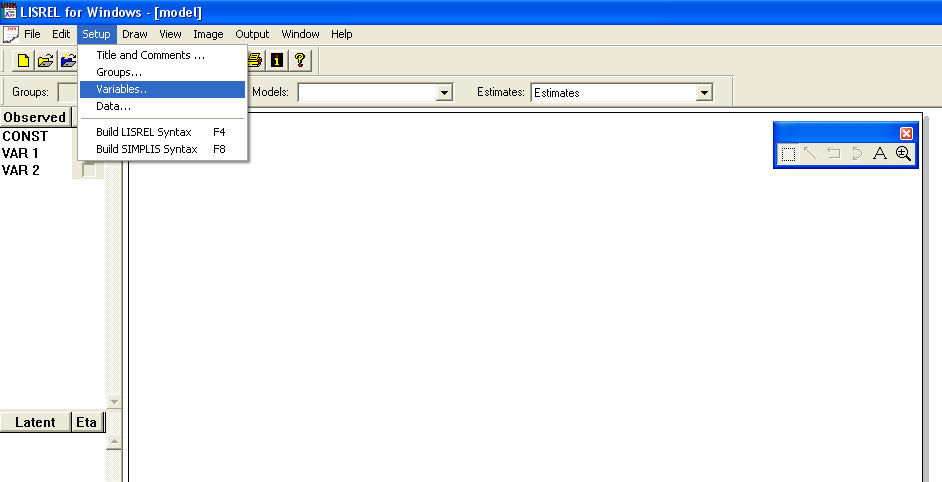 LISREL for Windows - [model]
File Edit Setup Draw View Image Output Window Help
Title and Comments ...
Groups...
Variables..
Data...
Build LISREL Syntax F4
Build SIMPLIS Syntax F8
Groups: Models: Estimates: Estimates
Observed
CONST
VAR 1
VAR 2
A
Latent Eta